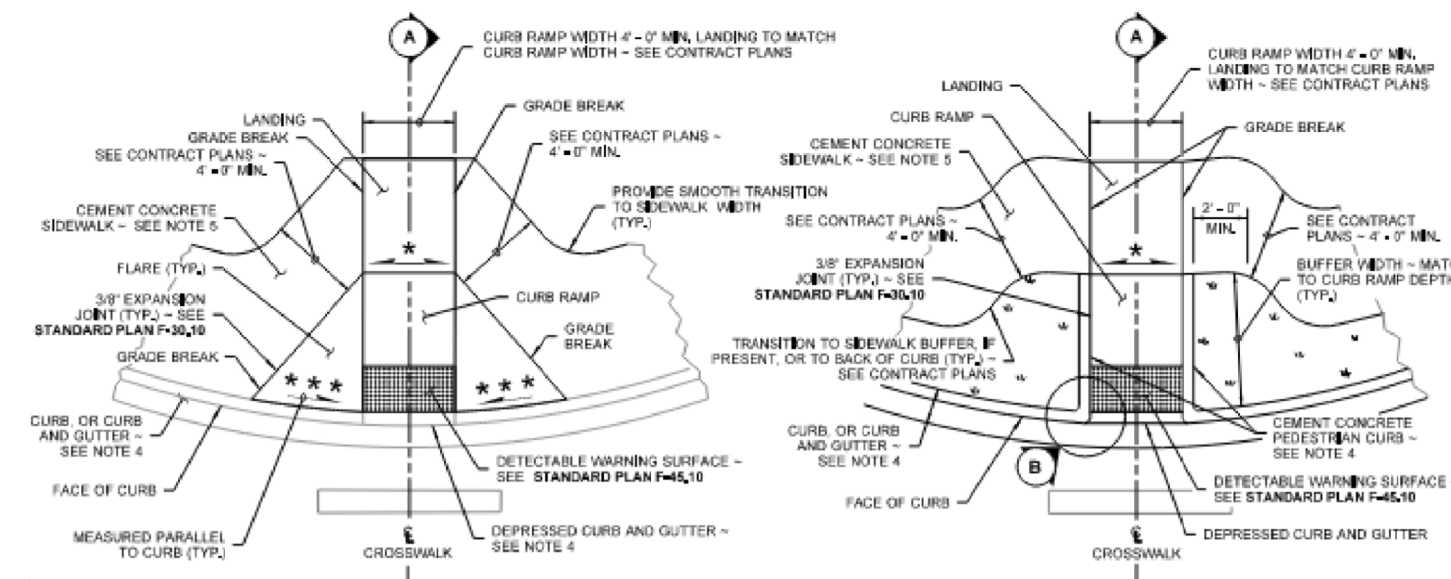 A
CURB RAMP WIDTH 4' - 0" MIN, LANDING TO MATCH
CURB RAMP WIDTH ~ SEE CONTRACT PLANS
GRADE BREAK
LANDING
GRADE BREAK
SEE CONTRACT PLANS ~
4' - 0" MIN.
SEE CONTRACT PLANS ~
4' - 0" MIN.
PROVIDE SMOOTH TRANSITION
TO SIDEWALK WIDTH
(TYP.)
CEMENT CONCRETE
SIDEWALK ~ SEE NOTE 5
*
FLARE (TYP.)
CURB RAMP
3/8" EXPANSION
JOINT (TYP.) ~ SEE
STANDARD PLAN F-30.10
GRADE
BREAK
GRADE BREAK
* * *
* * *
CURB, OR CURB
AND GUTTER ~
SEE NOTE 4
DETECTABLE WARNING SURFACE ~
SEE STANDARD PLAN F-45.10
FACE OF CURB
MEASURED PARALLEL
TO CURB (TYP.)
DEPRESSED CURB AND GUTTER ~
SEE NOTE 4
CROSSWALK
A
CURB RAMP WIDTH 4' - 0" MIN.
LANDING TO MATCH CURB RAMP
WIDTH ~ SEE CONTRACT PLANS
LANDING
CURB RAMP
GRADE BREAK
CEMENT CONCRETE
SIDEWALK ~ SEE NOTE 5
SEE CONTRACT PLANS ~
4' - 0" MIN.
2' - 0"
MIN.
SEE CONTRACT
PLANS ~ 4' - 0" MIN.
*
3/8" EXPANSION
JOINT (TYP.) ~ SEE
STANDARD PLAN F-30.10
BUFFER WIDTH ~ MATC
TO CURB RAMP DEPTH
(TYP.)
TRANSITION TO SIDEWALK BUFFER, IF
PRESENT, OR TO BACK OF CURB (TYP.) ~
SEE CONTRACT PLANS
CURB, OR CURB
AND GUTTER ~
SEE NOTE 4
CEMENT CONCRETE
PEDESTRIAN CURB ~
SEE NOTE 4
B
DETECTABLE WARNING SURFACE ~
SEE STANDARD PLAN F-45.10
FACE OF CURB
DEPRESSED CURB AND GUTTER
CROSSWALK